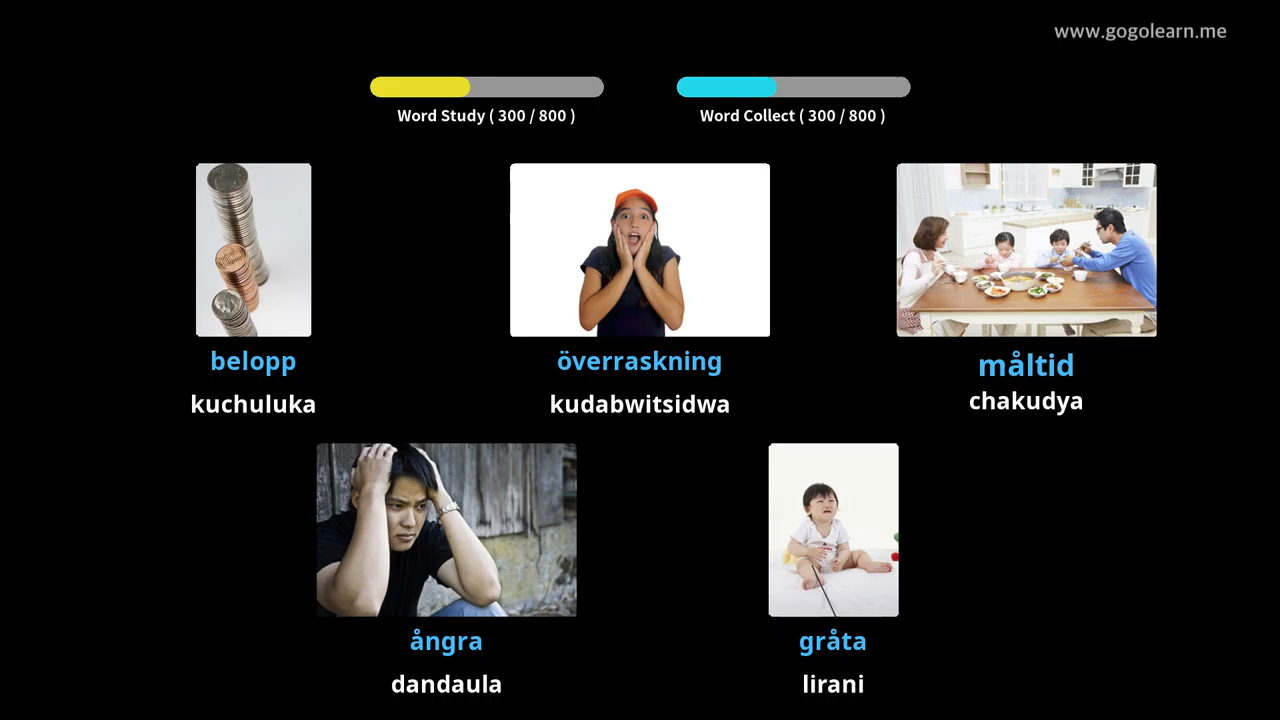 www.gogolearn.me
Word Study ( 300 / 800 )
Word Collect ( 300 / 800 )
belopp
kuchuluka
överraskning
kudabwitsidwa
måltid
chakudya
ångra
dandaula
gråta
lirani